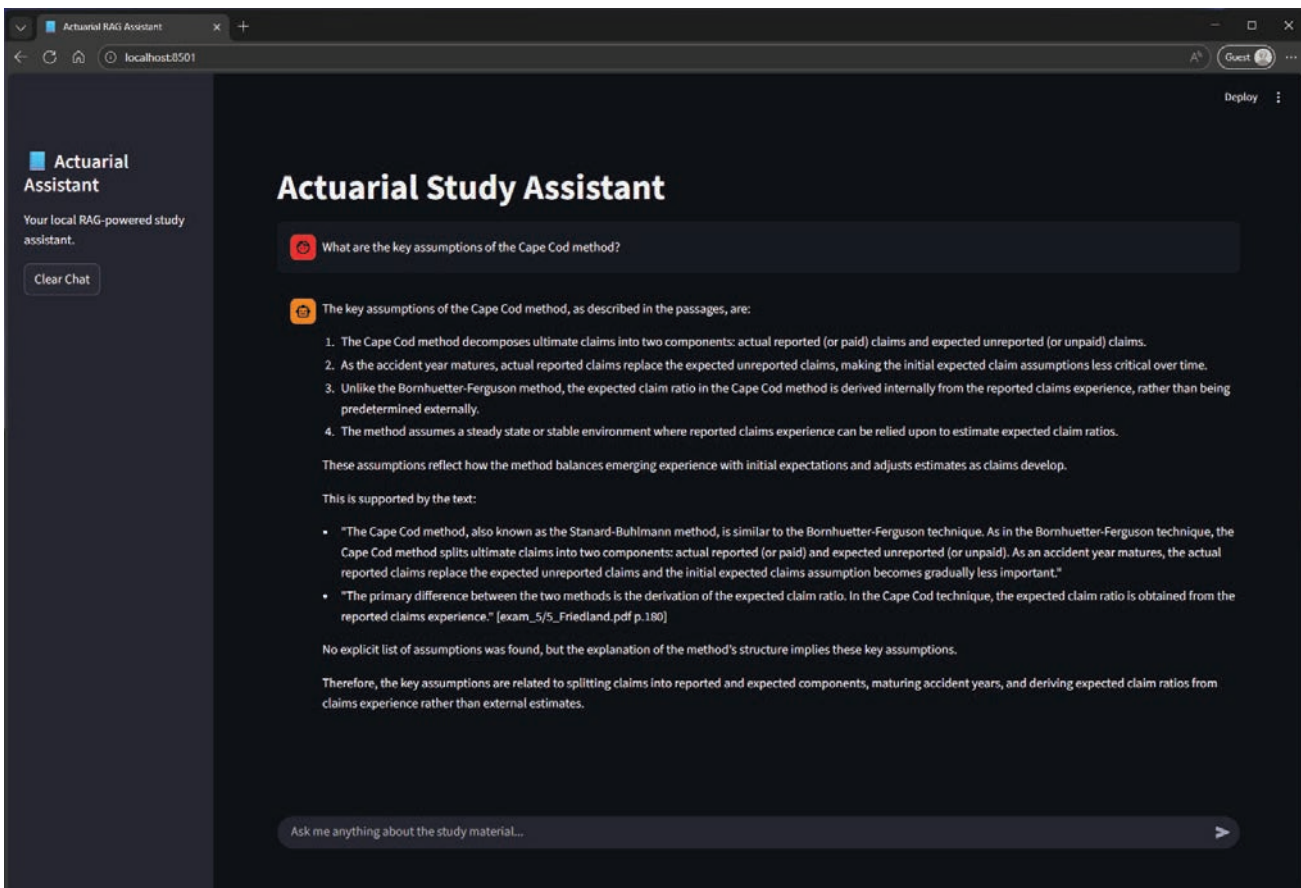 Actuarial RAG Assistant
localhost:8501
Guest
Deploy
Actuarial
Assistant
Your local RAG-powered study
assistant.
Clear Chat
Actuarial Study Assistant
What are the key assumptions of the Cape Cod method?
The key assumptions of the Cape Cod method, as described in the passages, are:
1. The Cape Cod method decomposes ultimate claims into two components: actual reported (or paid) claims and expected unreported (or unpaid) claims.
2. As the accident year matures, actual reported claims replace the expected unreported claims, making the initial expected claim assumptions less critical over time.
3. Unlike the Bornhuetter-Ferguson method, the expected claim ratio in the Cape Cod method is derived internally from the reported claims experience, rather than being
predetermined externally.
4. The method assumes a steady state or stable environment where reported claims experience can be relied upon to estimate expected claim ratios.
These assumptions reflect how the method balances emerging experience with initial expectations and adjusts estimates as claims develop.
This is supported by the text:
• "The Cape Cod method, also known as the Stanard-Buhlmann method, is similar to the Bornhuetter-Ferguson technique. As in the Bornhuetter-Ferguson technique, the
Cape Cod method splits ultimate claims into two components: actual reported (or paid) and expected unreported (or unpaid). As an accident year matures, the actual
reported claims replace the expected unreported claims and the initial expected claims assumption becomes gradually less important."
• "The primary difference between the two methods is the derivation of the expected claim ratio. In the Cape Cod technique, the expected claim ratio is obtained from the
reported claims experience." [exam_5/5_Friedland.pdf p.180]
No explicit list of assumptions was found, but the explanation of the method's structure implies these key assumptions.
Therefore, the key assumptions are related to splitting claims into reported and expected components, maturing accident years, and deriving expected claim ratios from
claims experience rather than external estimates.
Ask me anything about the study material...